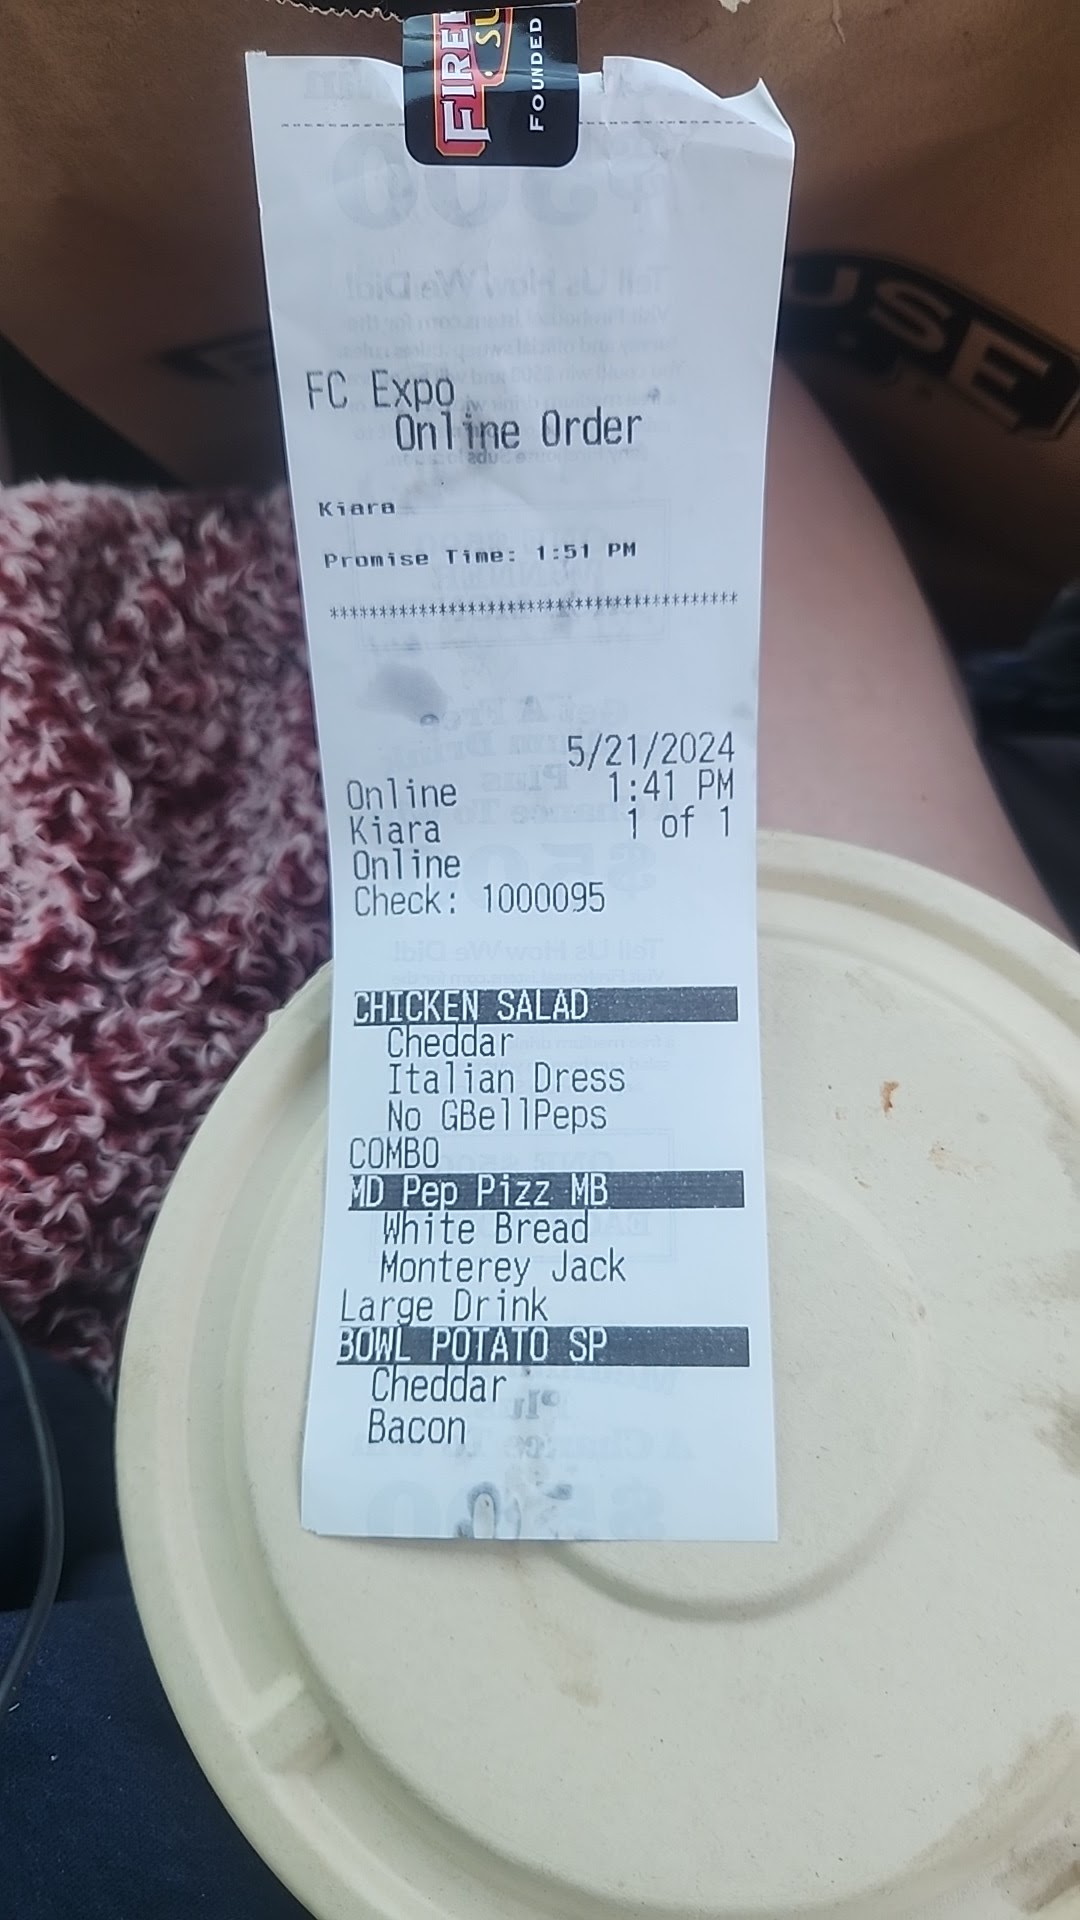 FIRE
SU
FOUNDED
USE
FC Expo
Online Order
Kiara
Promise Time: 1:51 PM
****************************************
5/21/2024
Online 1:41 PM
Kiara 1 of 1
Online
Check: 1000095
CHICKEN SALAD
Cheddar
Italian Dress
No GBellPeps
COMBO
MD Pep Pizz MB
White Bread
Monterey Jack
Large Drink
BOWL POTATO SP
Cheddar
Bacon